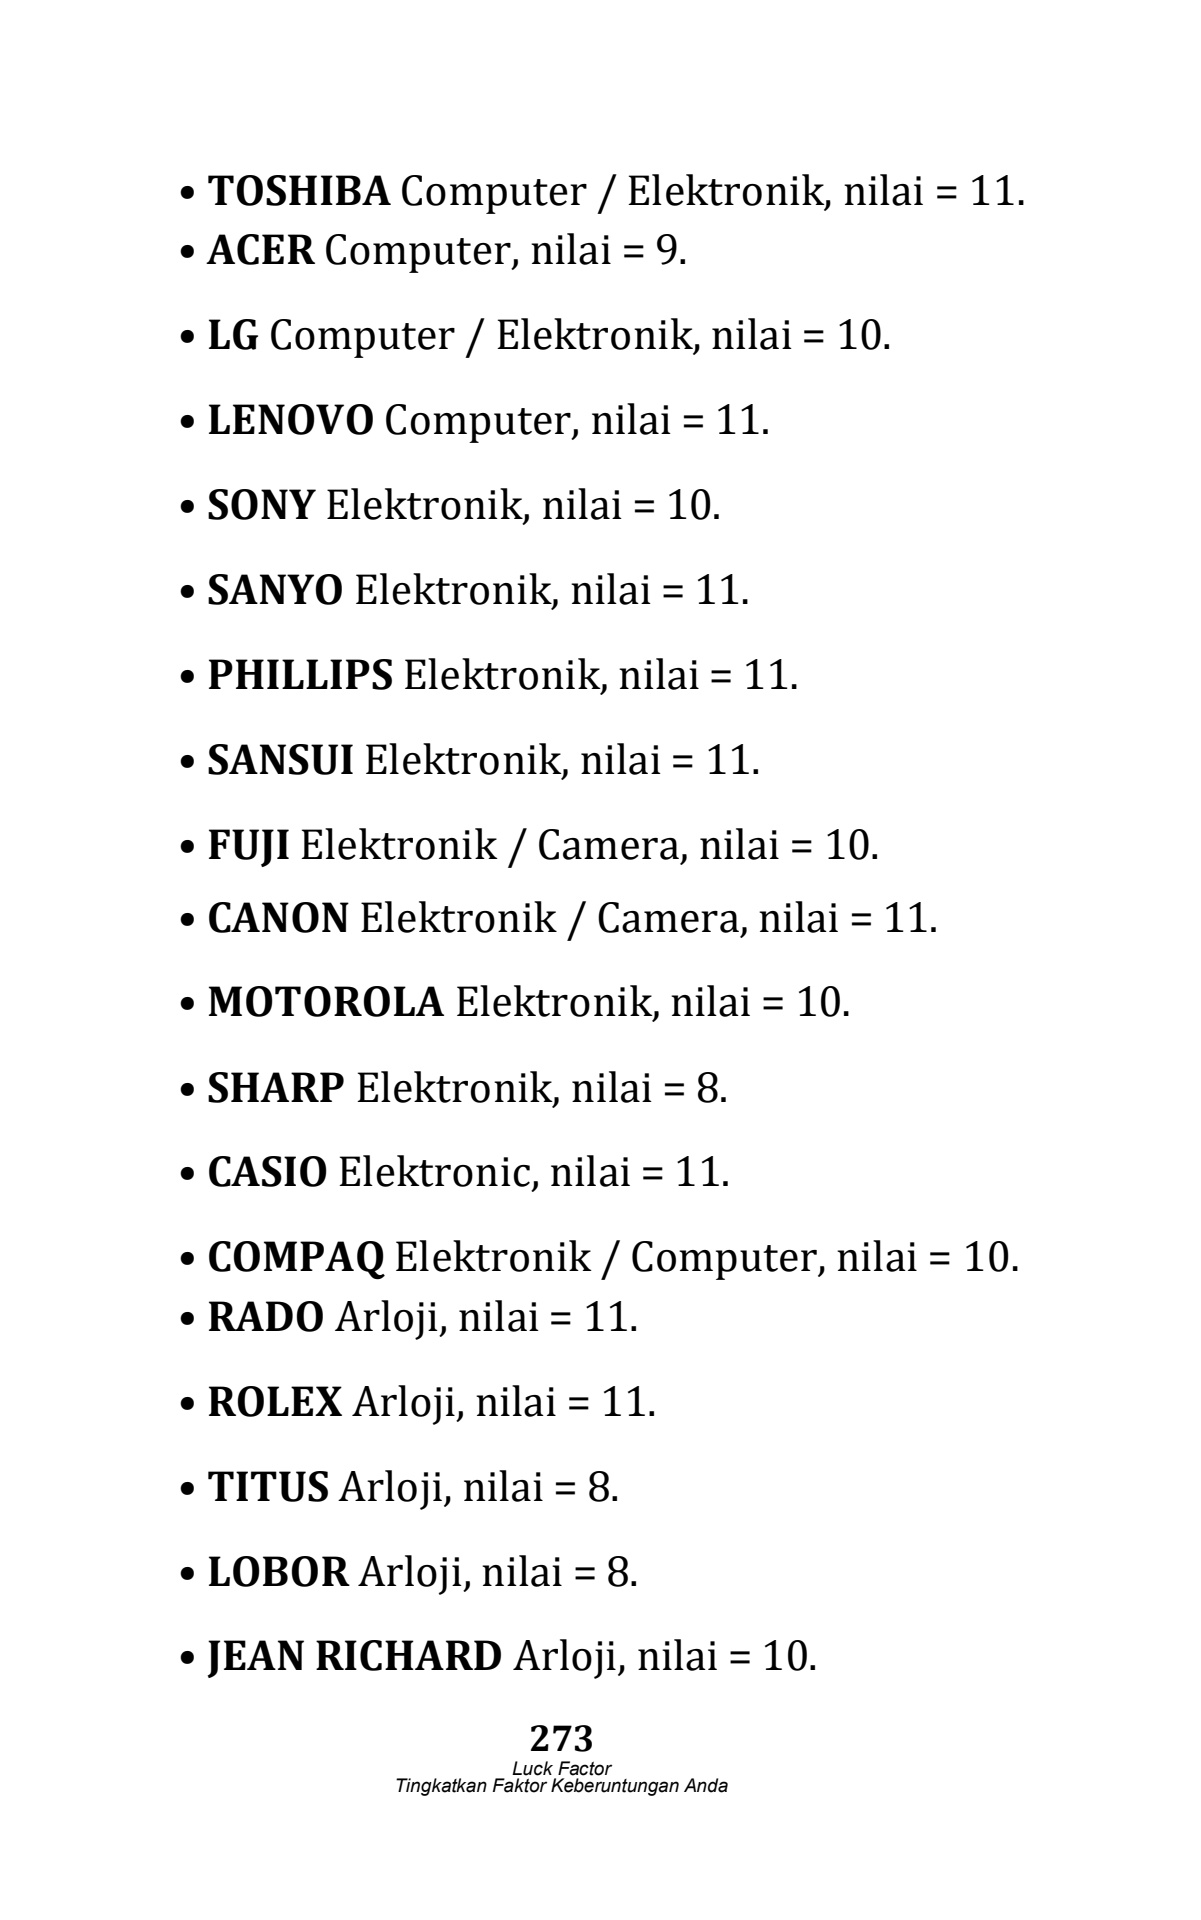 • TOSHIBA Computer / Elektronik, nilai = 11.
• ACER Computer, nilai = 9.
• LG Computer / Elektronik, nilai = 10.
• LENOVO Computer, nilai = 11.
• SONY Elektronik, nilai = 10.
• SANYO Elektronik, nilai = 11.
• PHILLIPS Elektronik, nilai = 11.
• SANSUI Elektronik, nilai = 11.
• FUJI Elektronik / Camera, nilai = 10.
• CANON Elektronik / Camera, nilai = 11.
• MOTOROLA Elektronik, nilai = 10.
• SHARP Elektronik, nilai = 8.
• CASIO Elektronic, nilai = 11.
• COMPAQ Elektronik / Computer, nilai = 10.
• RADO Arloji, nilai = 11.
• ROLEX Arloji, nilai = 11.
• TITUS Arloji, nilai = 8.
• LOBOR Arloji, nilai = 8.
• JEAN RICHARD Arloji, nilai = 10.
273
Luck Factor
Tingkatkan Faktor Keberuntungan Anda